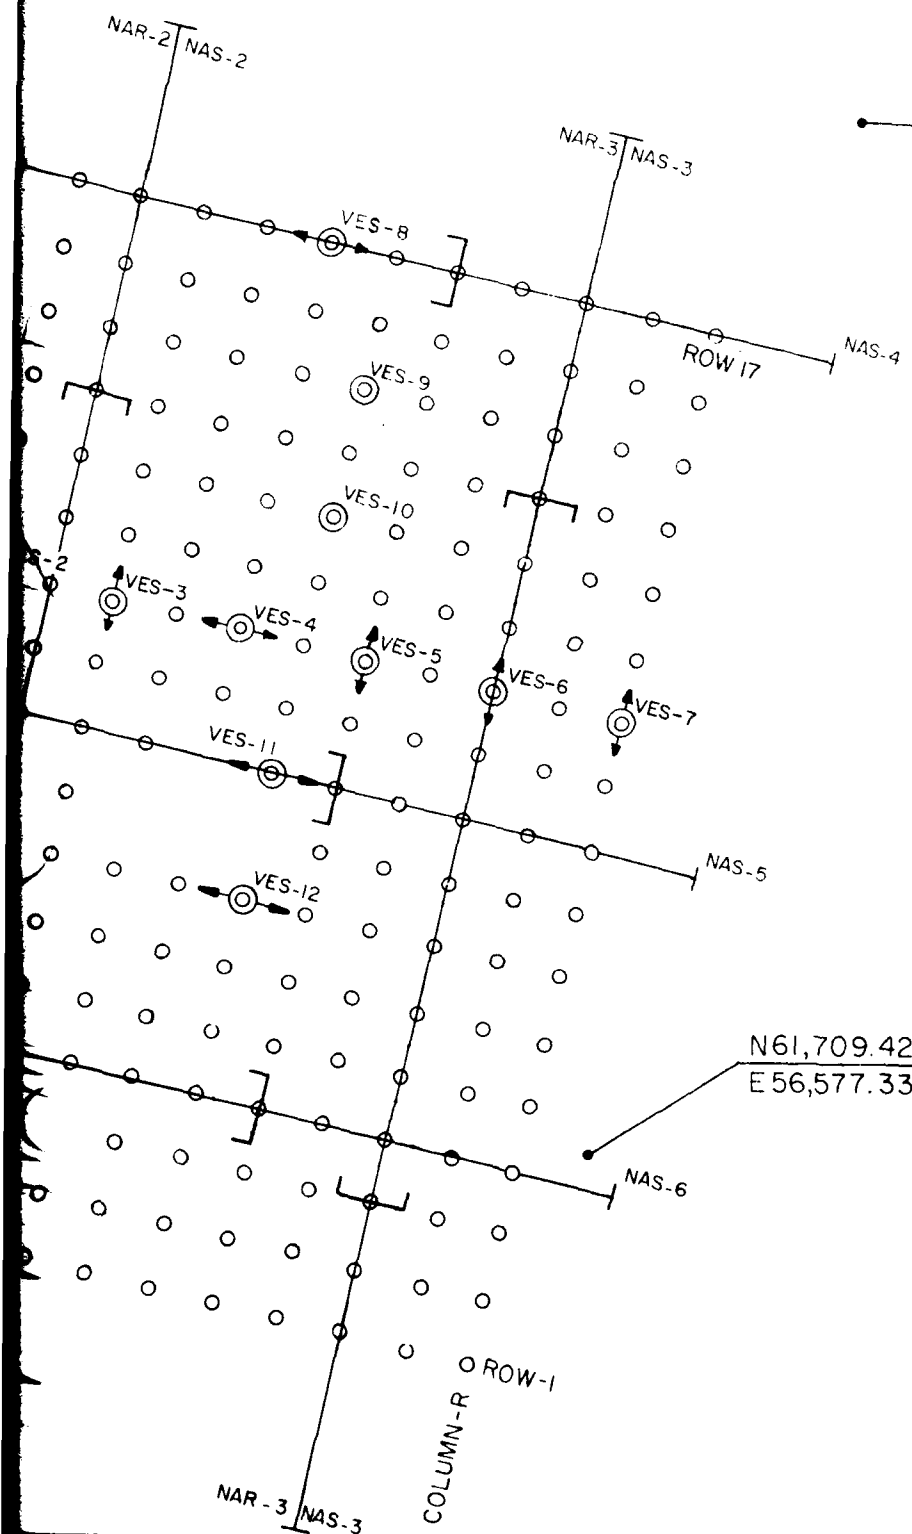 NAR-2 NAS-2
NAR-3 NAS-3
VES-8
NAS-4
ROW 17
VES-9
VES-10
S-2
VES-3
VES-4
VES-5
VES-6
VES-7
VES-11
NAS-5
VES-12
N61,709.42
E56,577.33
NAS-6
ROW-1
COLUMN-R
NAR-3 NAS-3